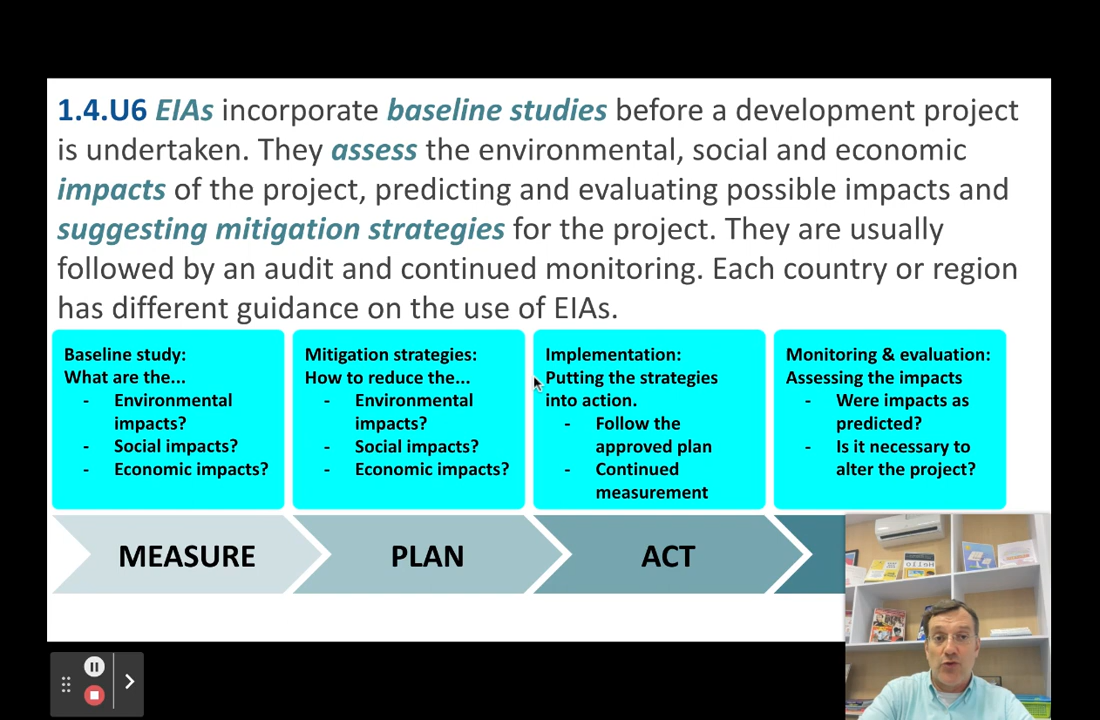 1.4.U6 EIAs incorporate baseline studies before a development project
is undertaken. They assess the environmental, social and economic
impacts of the project, predicting and evaluating possible impacts and
suggesting mitigation strategies for the project. They are usually
followed by an audit and continued monitoring. Each country or region
has different guidance on the use of EIAs.
Baseline study:
What are the...
- Environmental
impacts?
- Social impacts?
- Economic impacts?
Mitigation strategies:
How to reduce the...
- Environmental
impacts?
- Social impacts?
- Economic impacts?
Implementation:
Putting the strategies
into action.
- Follow the
approved plan
- Continued
measurement
Monitoring & evaluation:
Assessing the impacts
- Were impacts as
predicted?
- Is it necessary to
alter the project?
MEASURE
PLAN
ACT